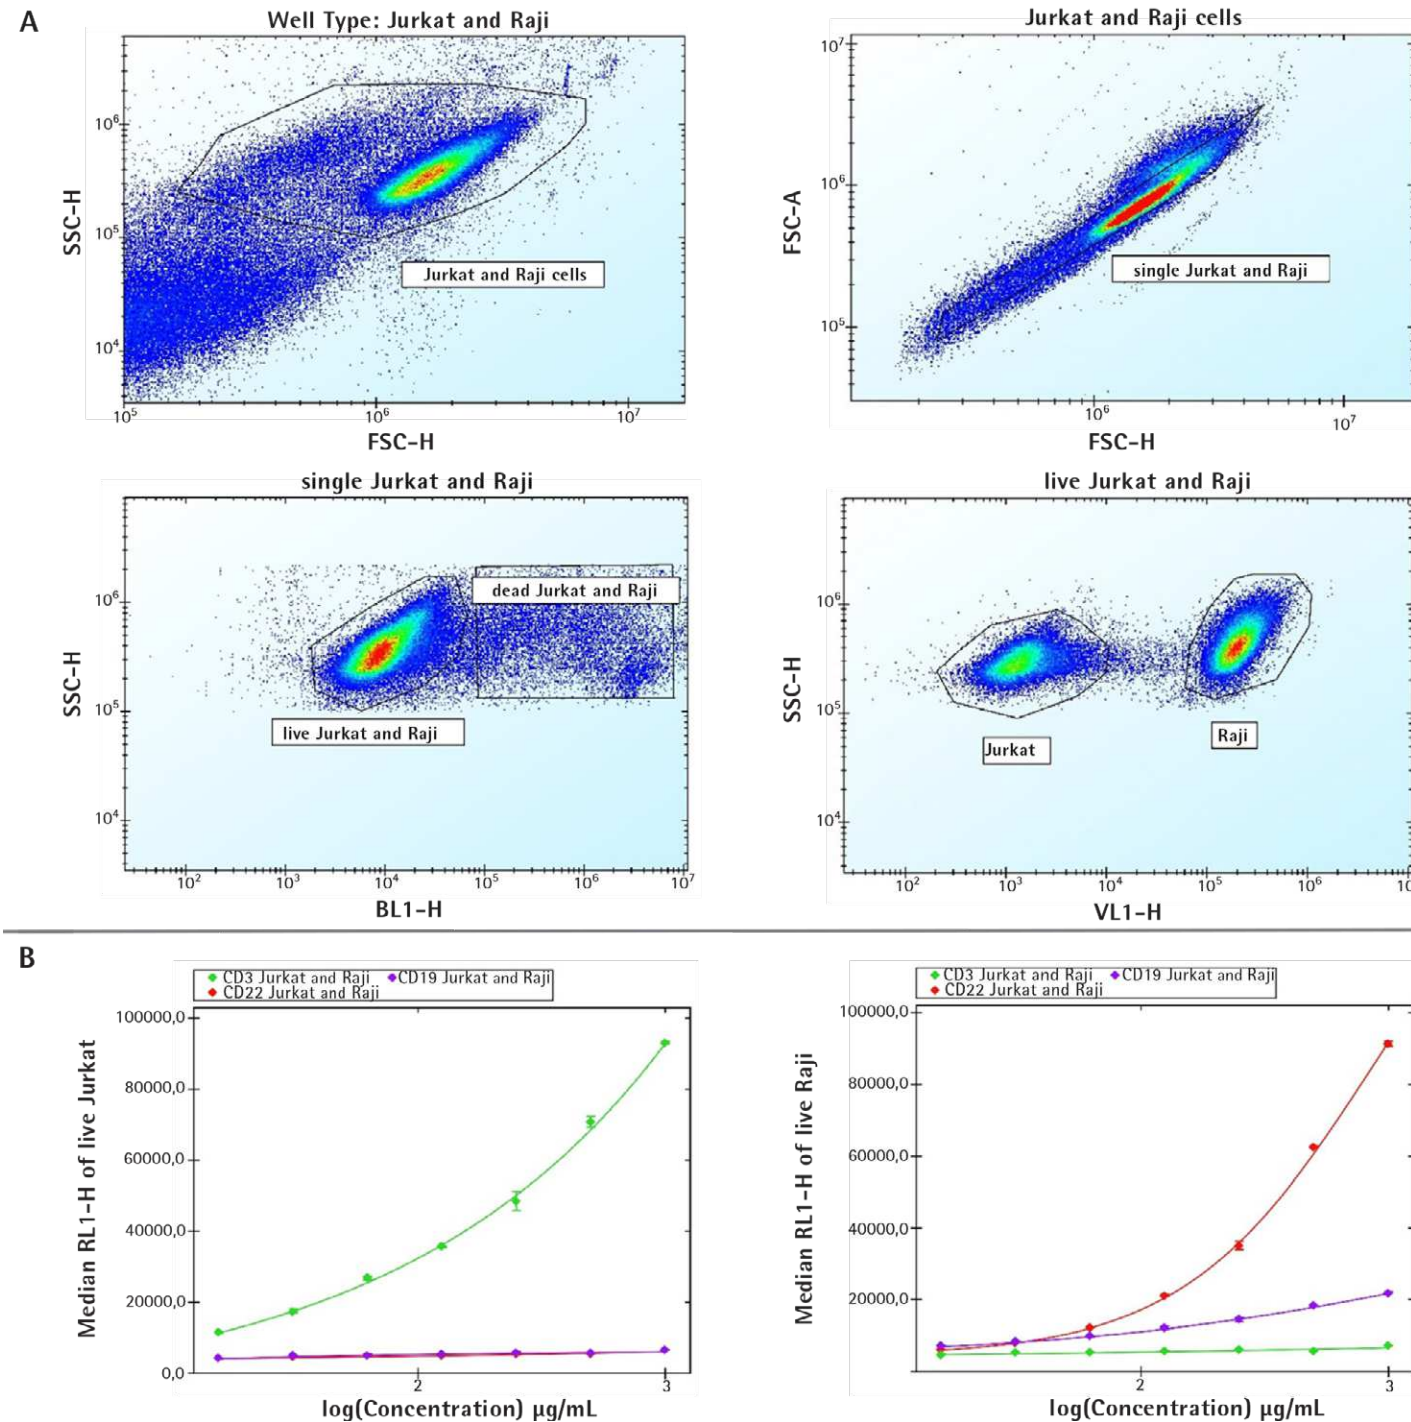 A
Well Type: Jurkat and Raji
SSC-H
10⁶
10⁵
10⁴
10⁵
10⁶
10⁷
FSC-H
Jurkat and Raji cells
Jurkat and Raji cells
FSC-A
10⁷
10⁶
10⁵
10⁶
10⁷
FSC-H
single Jurkat and Raji
single Jurkat and Raji
SSC-H
10⁶
10⁵
10⁴
10²
10³
10⁴
10⁵
10⁶
10⁷
BL1-H
dead Jurkat and Raji
live Jurkat and Raji
live Jurkat and Raji
SSC-H
10⁶
10⁵
10⁴
10²
10³
10⁴
10⁵
10⁶
VL1-H
Jurkat
Raji
B
CD3 Jurkat and Raji
CD19 Jurkat and Raji
CD22 Jurkat and Raji
Median RL1-H of live Jurkat
100000,0
80000,0
60000,0
40000,0
20000,0
0,0
2
3
log(Concentration) µg/mL
CD3 Jurkat and Raji
CD19 Jurkat and Raji
CD22 Jurkat and Raji
Median RL1-H of live Raji
100000,0
80000,0
60000,0
40000,0
20000,0
2
3
log(Concentration) µg/mL